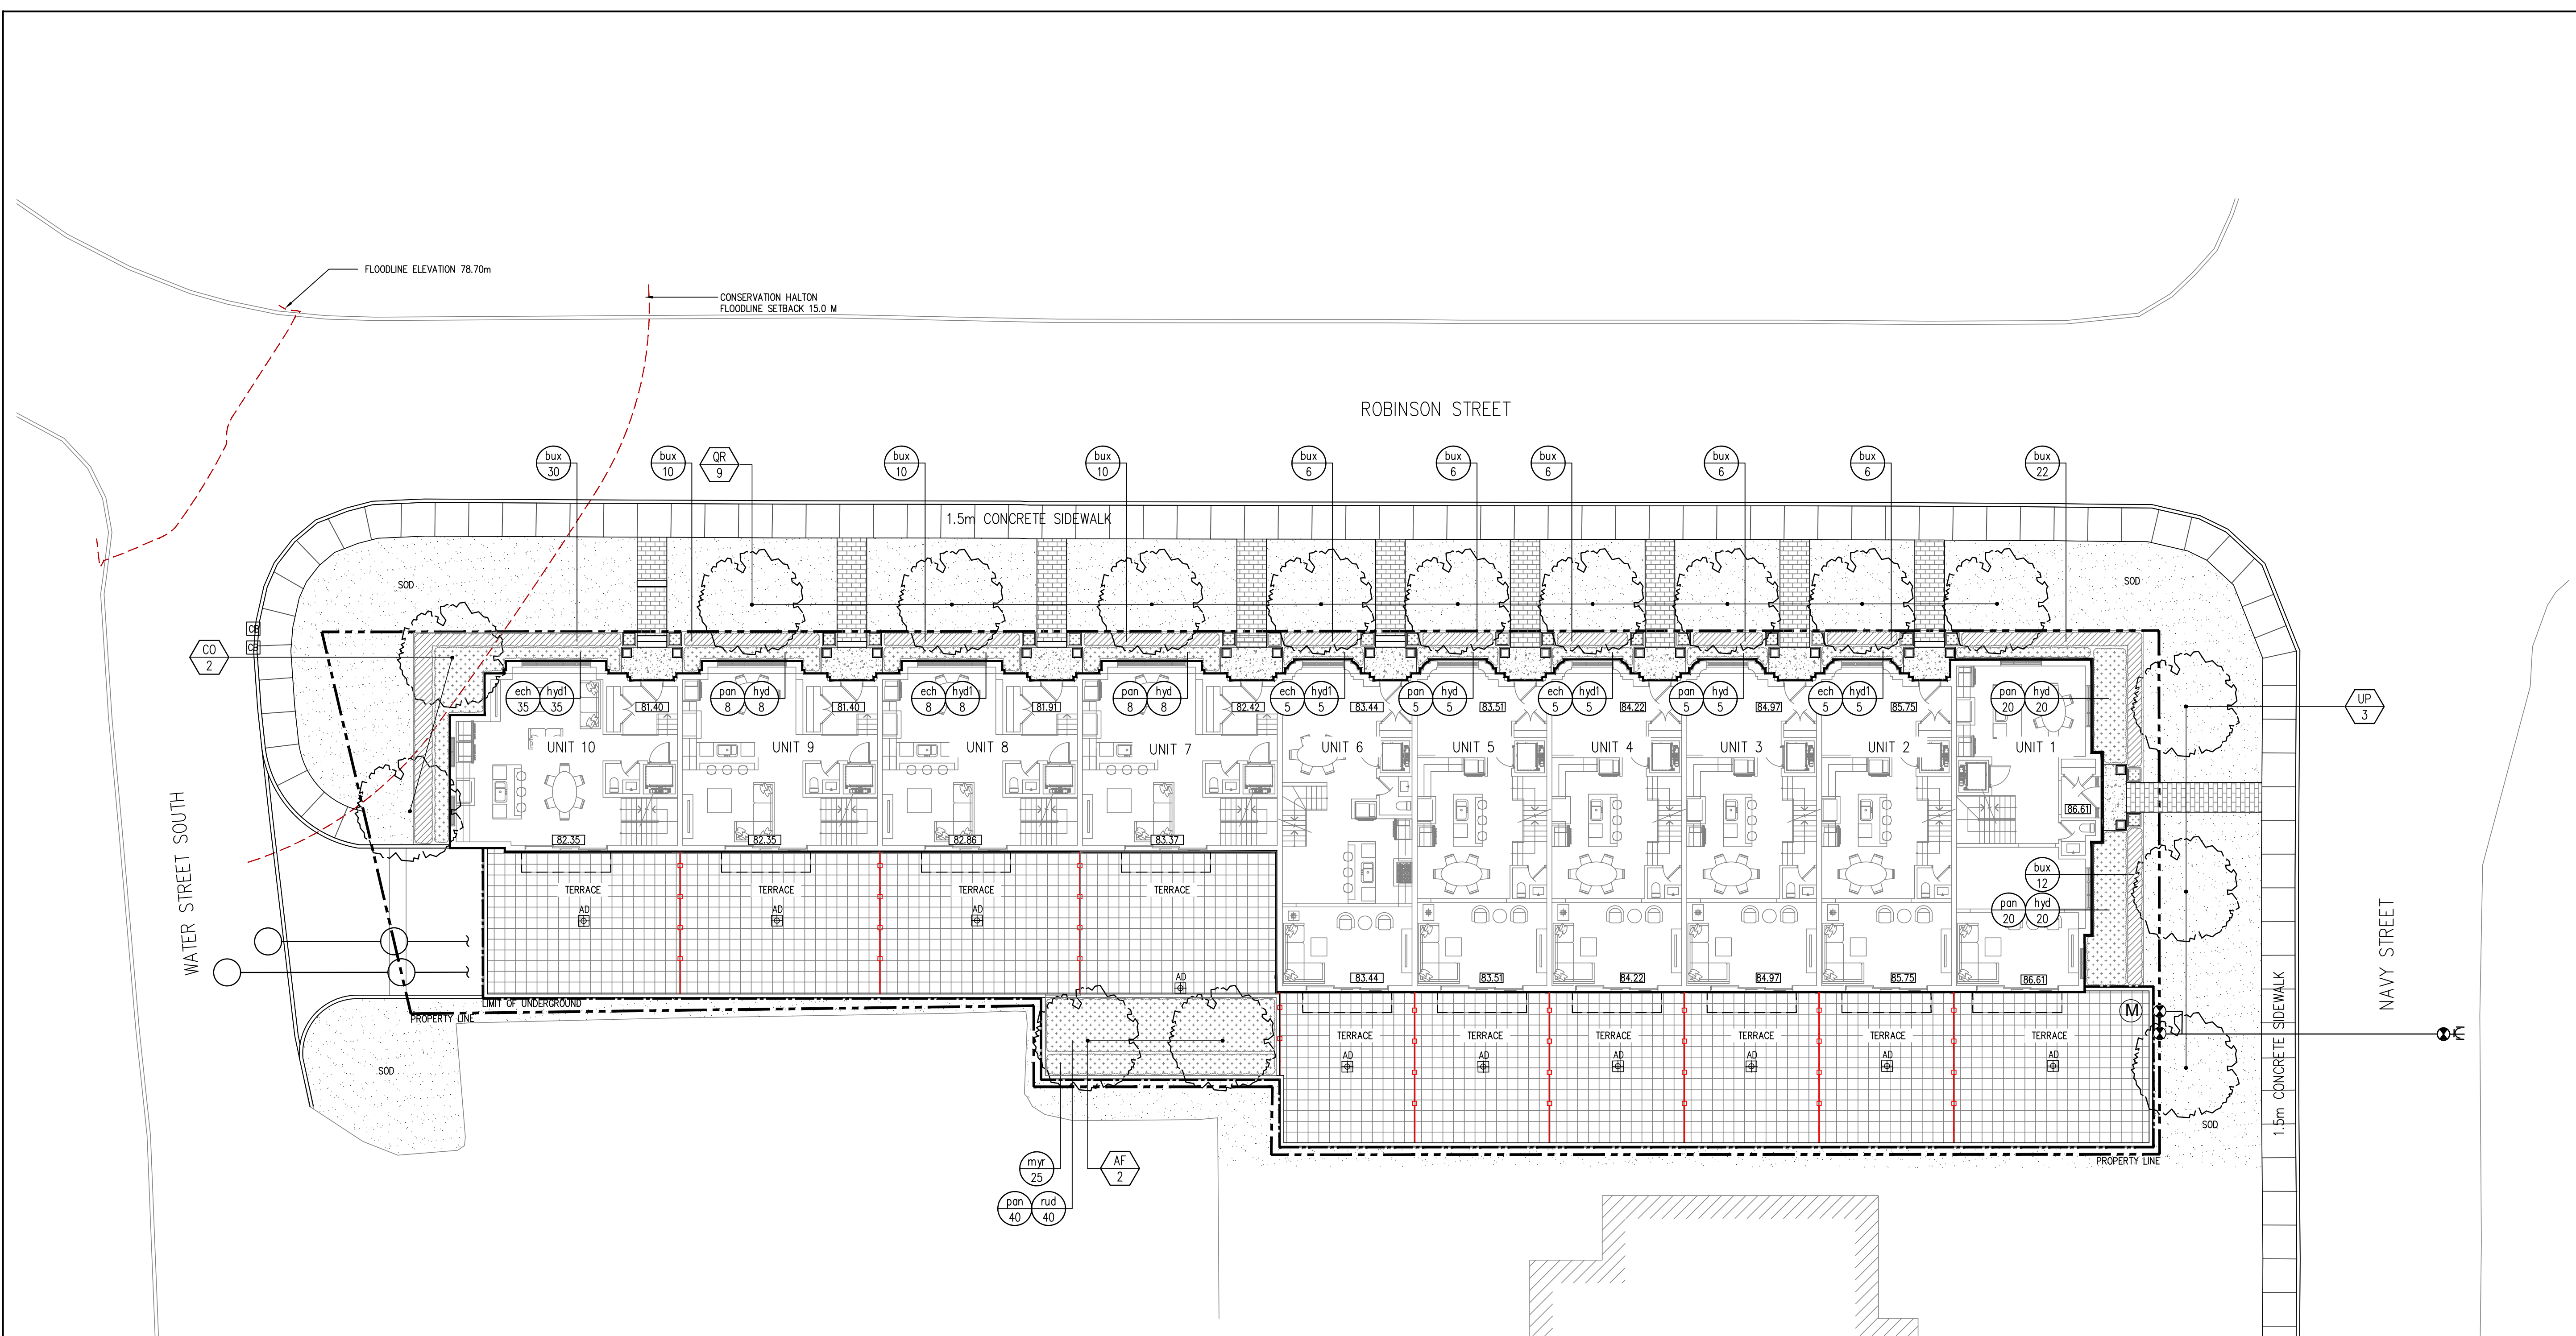 FLOODLINE ELEVATION 78.70m
CONSERVATION HALTON
FLOODLINE SETBACK 15.0 M
ROBINSON STREET
bux
30
bux
10
QR
9
bux
10
bux
10
bux
6
bux
6
bux
6
bux
6
bux
6
bux
22
1.5m CONCRETE SIDEWALK
SOD
SOD
CB
CB
CO
2
ech
35
hyd1
35
pan
8
hyd
8
ech
8
hyd1
8
pan
8
hyd
8
ech
5
hyd1
5
pan
5
hyd
5
ech
5
hyd1
5
pan
5
hyd
5
ech
5
hyd1
5
pan
20
hyd
20
UP
3
81.40
81.40
81.91
82.42
83.44
83.51
84.22
84.97
85.75
UNIT 10
UNIT 9
UNIT 8
UNIT 7
UNIT 6
UNIT 5
UNIT 4
UNIT 3
UNIT 2
UNIT 1
86.61
82.35
82.35
82.86
83.37
WATER STREET SOUTH
TERRACE
TERRACE
TERRACE
TERRACE
AD
AD
AD
bux
12
pan
20
hyd
20
NAVY STREET
AD
83.44
83.51
84.22
84.97
85.75
86.61
LIMIT OF UNDERGROUND
PROPERTY LINE
M
TERRACE
TERRACE
TERRACE
TERRACE
TERRACE
TERRACE
AD
AD
AD
AD
AD
AD
SOD
1.5m CONCRETE SIDEWALK
SOD
PROPERTY LINE
myr
25
AF
2
pan
40
rud
40